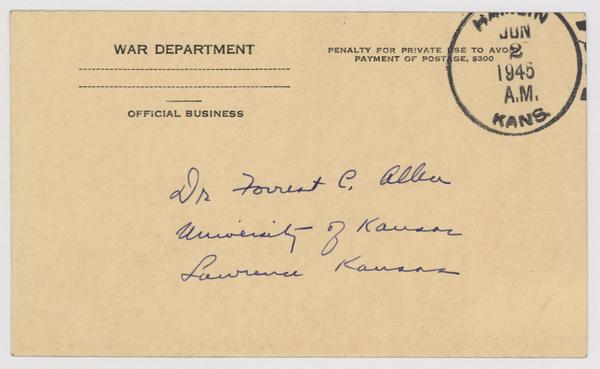 WAR DEPARTMENT
OFFICIAL BUSINESS
PENALTY FOR PRIVATE USE TO AVOID
PAYMENT OF POSTAGE, $300
HAMLIN
JUN
2
1945
A.M.
KANS.
Dr Forrest C. Allen
University of Kansas
Lawrence Kansas